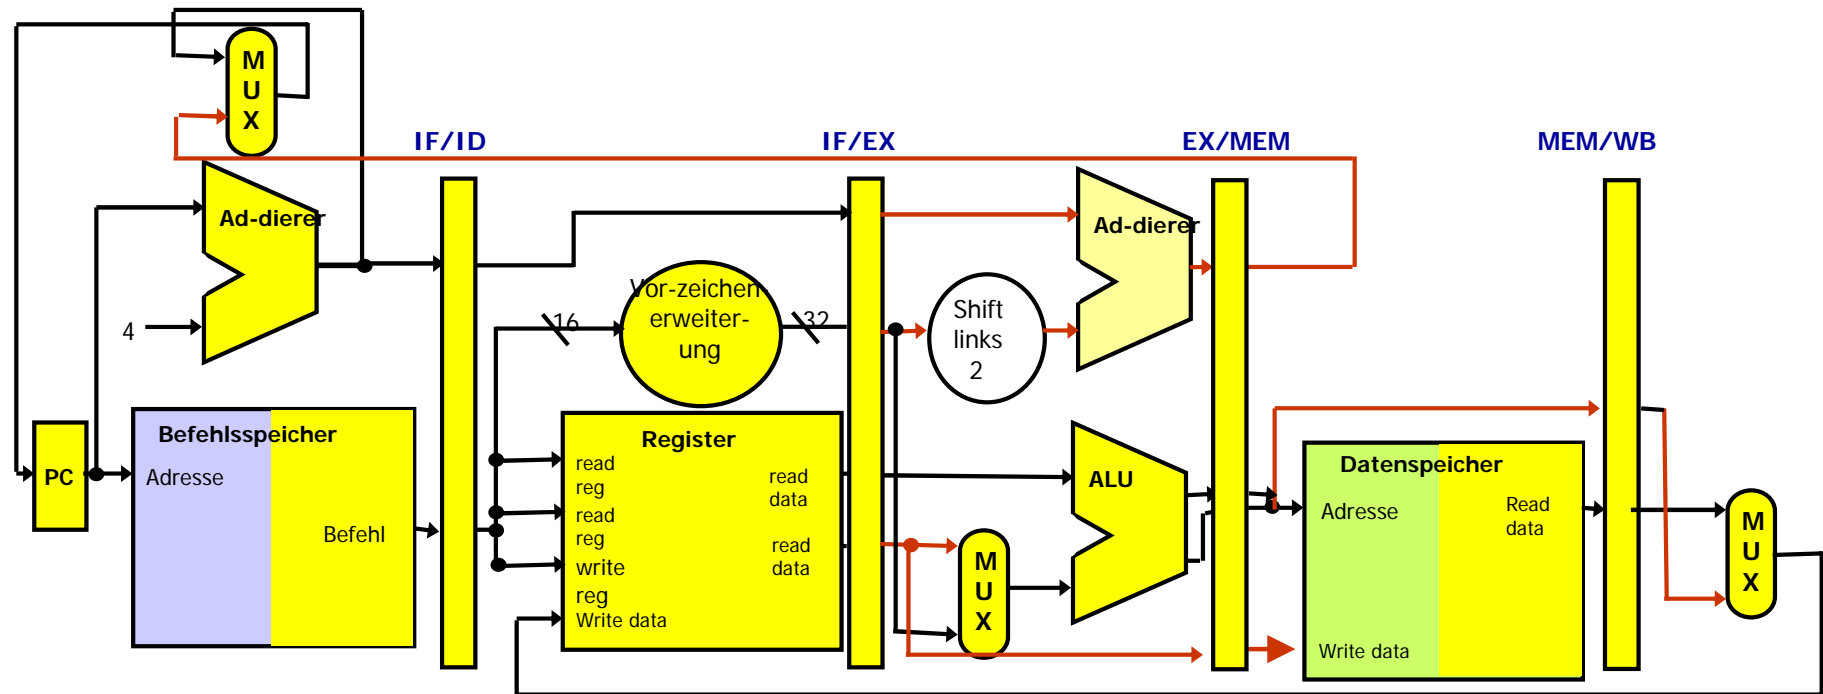 M
U
X
IF/ID
IF/EX
EX/MEM
MEM/WB
Ad-dierer
Ad-dierer
4
16
Vor-zeichen-
erweiter-
ung
32
Shift
links
2
Befehlsspeicher
Adresse
Befehl
PC
Register
read
reg
read
reg
write
reg
Write data
read
data
read
data
M
U
X
ALU
Datenspeicher
Adresse
Read
data
Write data
M
U
X